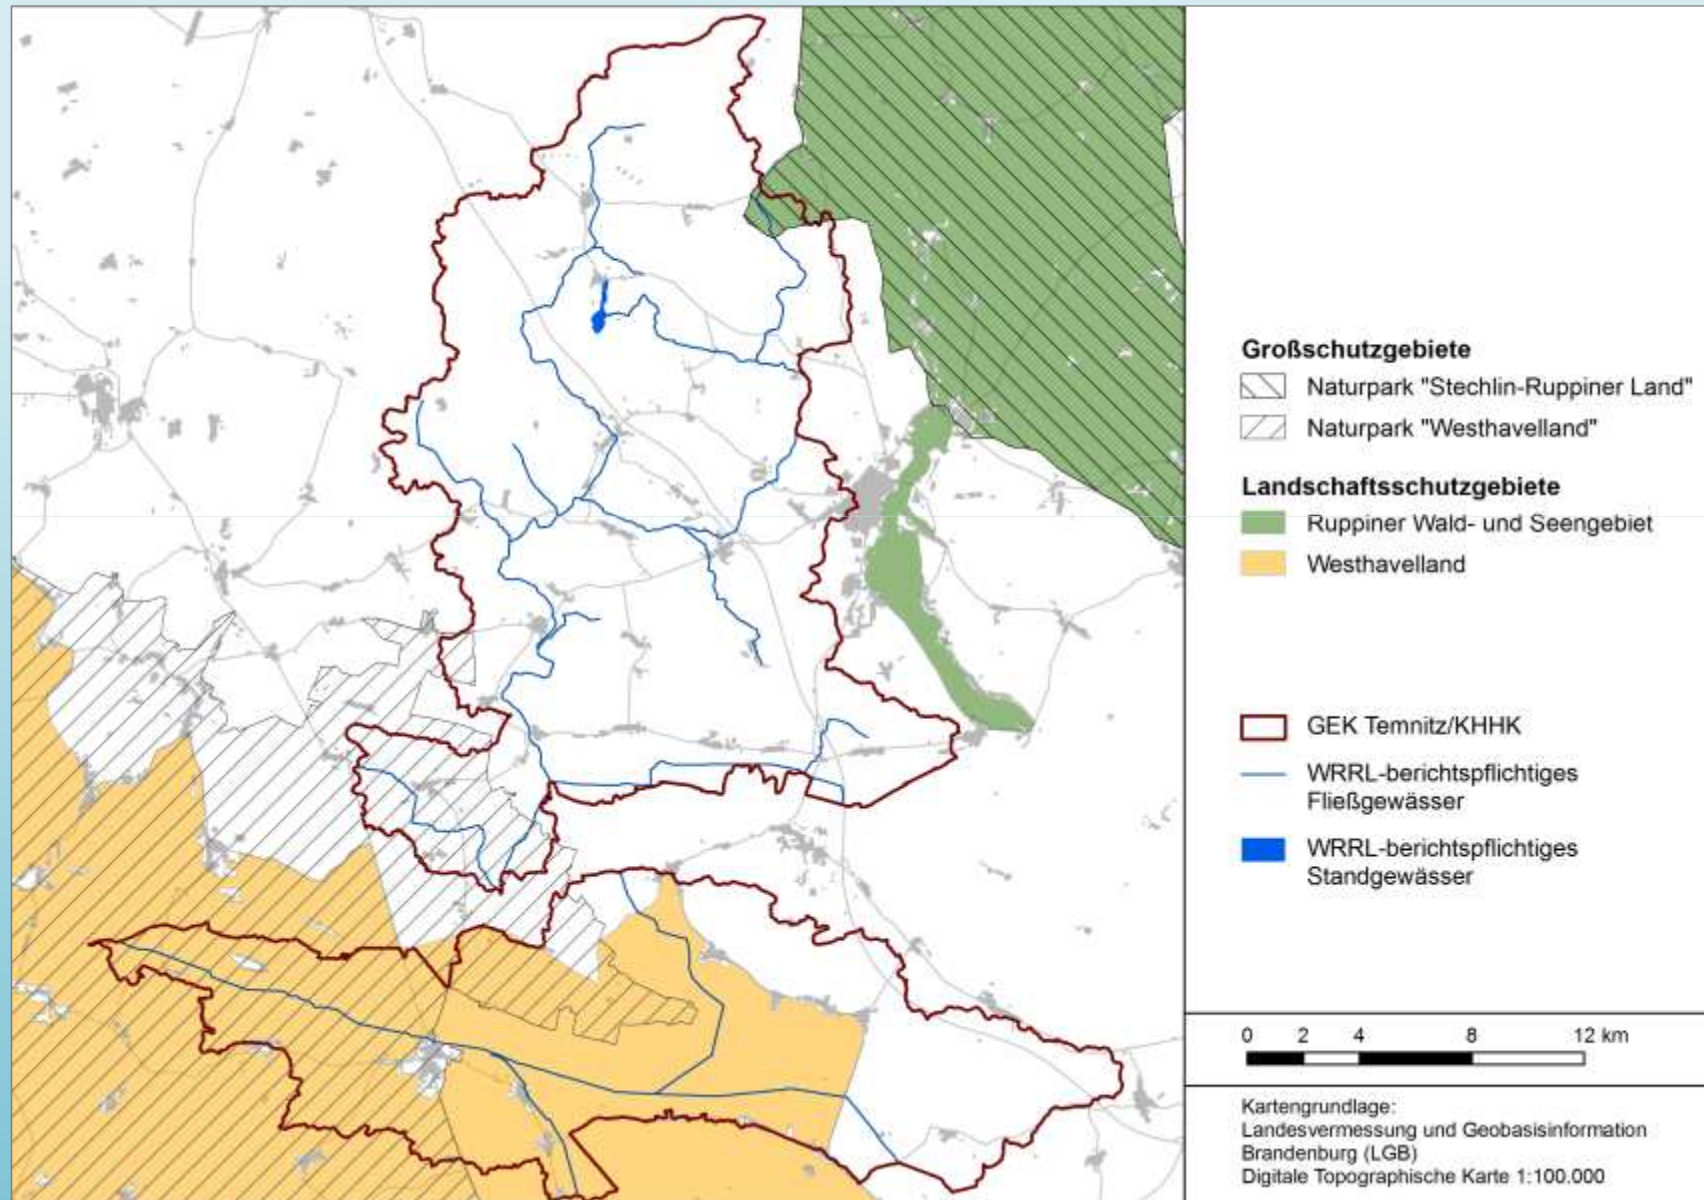 Großschutzgebiete
Naturpark "Stechlin-Ruppiner Land"
Naturpark "Westhavelland"
Landschaftsschutzgebiete
Ruppiner Wald- und Seengebiet
Westhavelland
GEK Temnitz/KHHK
WRRL-berichtspflichtiges
Fließgewässer
WRRL-berichtspflichtiges
Standgewässer
0 2 4 8 12 km
Kartengrundlage:
Landesvermessung und Geobasisinformation
Brandenburg (LGB)
Digitale Topographische Karte 1:100.000